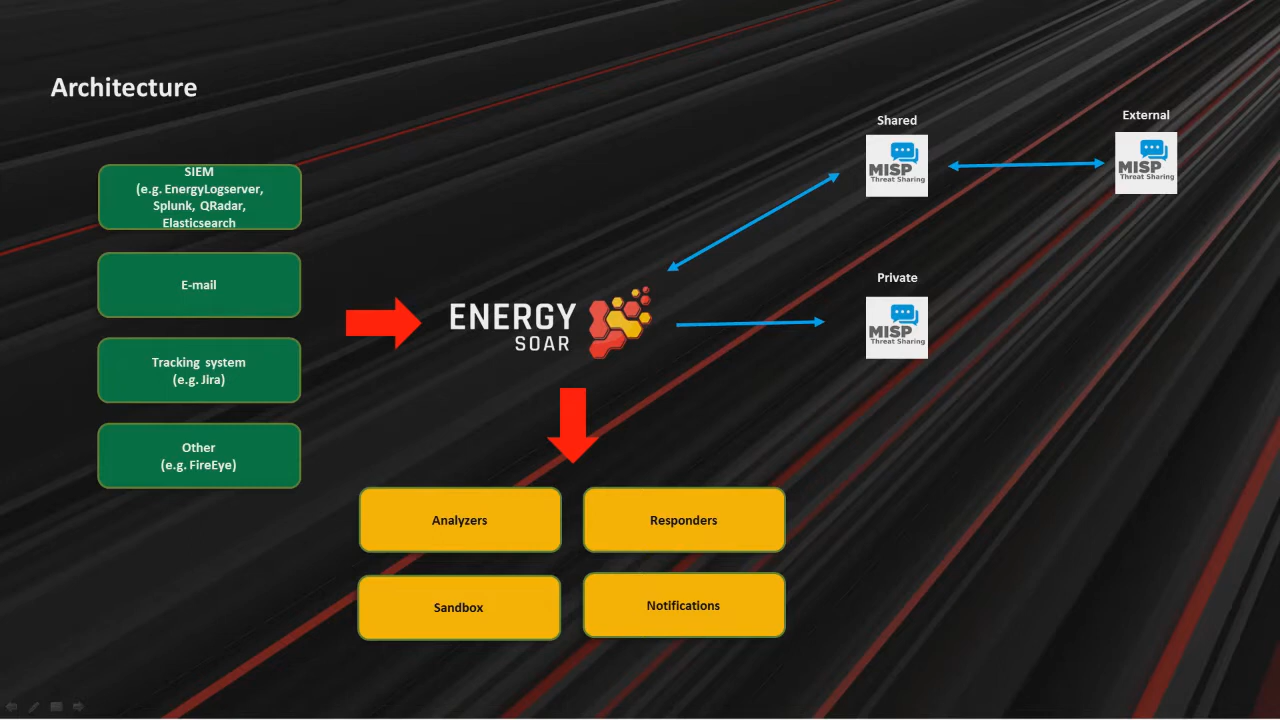 Architecture
SIEM
(e.g. EnergyLogserver,
Splunk, QRadar,
Elasticsearch
E-mail
Tracking system
(e.g. Jira)
Other
(e.g. FireEye)
ENERGY
SOAR
Shared
MISP
Threat Sharing
External
MISP
Threat Sharing
Private
MISP
Threat Sharing
Analyzers
Responders
Sandbox
Notifications